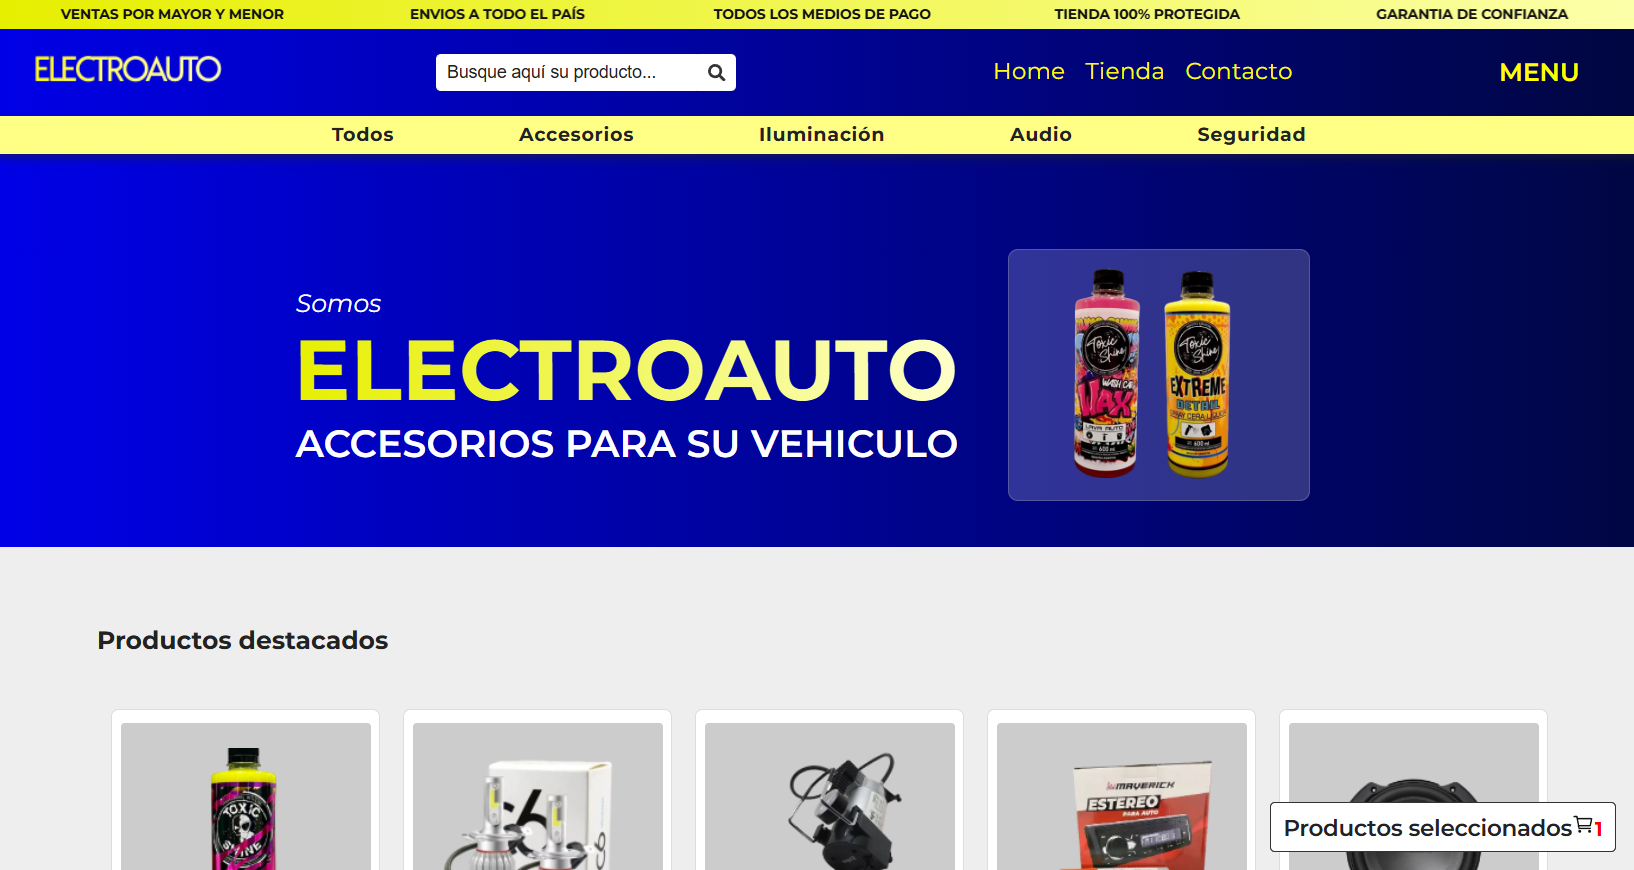 VENTAS POR MAYOR Y MENOR
ENVIOS A TODO EL PAÍS
TODOS LOS MEDIOS DE PAGO
TIENDA 100% PROTEGIDA
GARANTIA DE CONFIANZA
ELECTROAUTO
Busque aquí su producto...
Home
Tienda
Contacto
MENU
Todos
Accesorios
Iluminación
Audio
Seguridad
Somos
ELECTROAUTO
ACCESORIOS PARA SU VEHICULO
Toxic
Shine
WASH CAR
WAX
LAVA AUTO
600 ml
Toxic
Shine
EXTREME
DETAIL
600 ml
Productos destacados
TOXIC
SHINE
MAVERICK
ESTEREO
PARA AUTO
Productos seleccionados 1